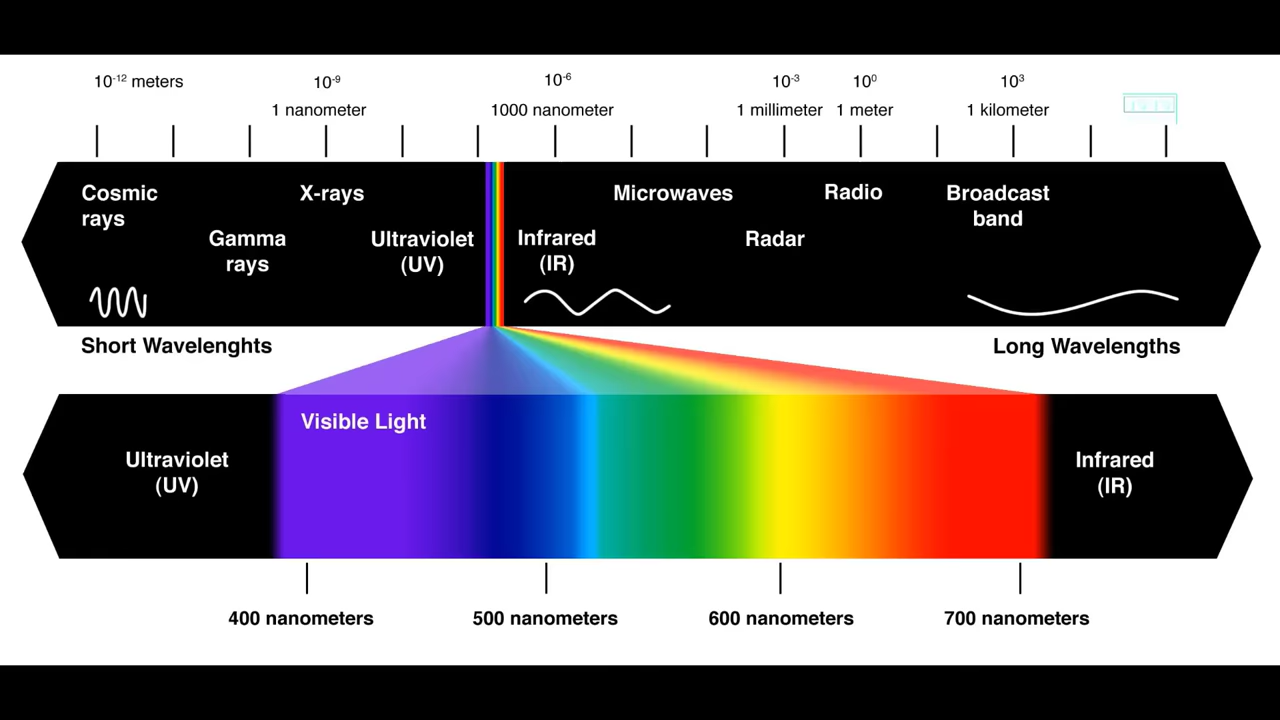 10⁻¹² meters
10⁻⁹
10⁻⁶
10⁻³
10⁰
10³
1 nanometer
1000 nanometer
1 millimeter
1 meter
1 kilometer
Cosmic
rays
X-rays
Microwaves
Radio
Broadcast
band
Gamma
rays
Ultraviolet
(UV)
Infrared
(IR)
Radar
Short Wavelenghts
Long Wavelengths
Visible Light
Ultraviolet
(UV)
Infrared
(IR)
400 nanometers
500 nanometers
600 nanometers
700 nanometers